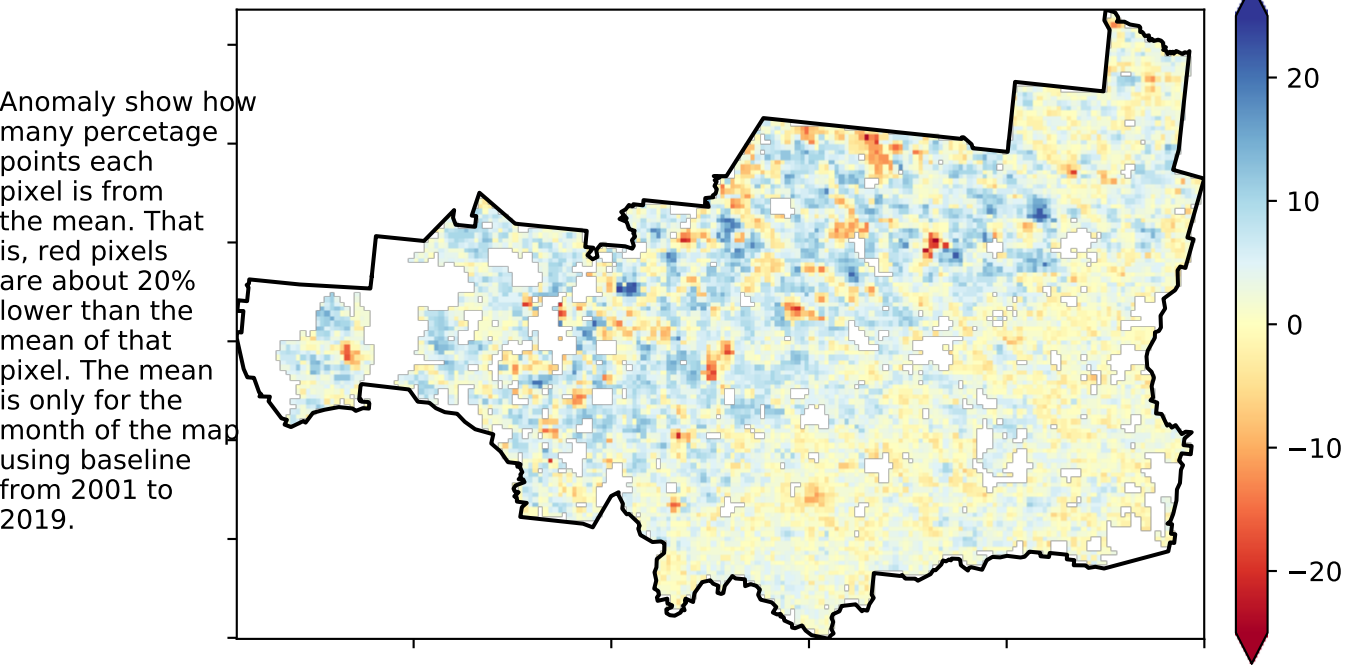 Anomaly show how
many percetage
points each
pixel is from
the mean. That
is, red pixels
are about 20%
lower than the
mean of that
pixel. The mean
is only for the
month of the map
using baseline
from 2001 to
2019.
20
10
0
−10
−20